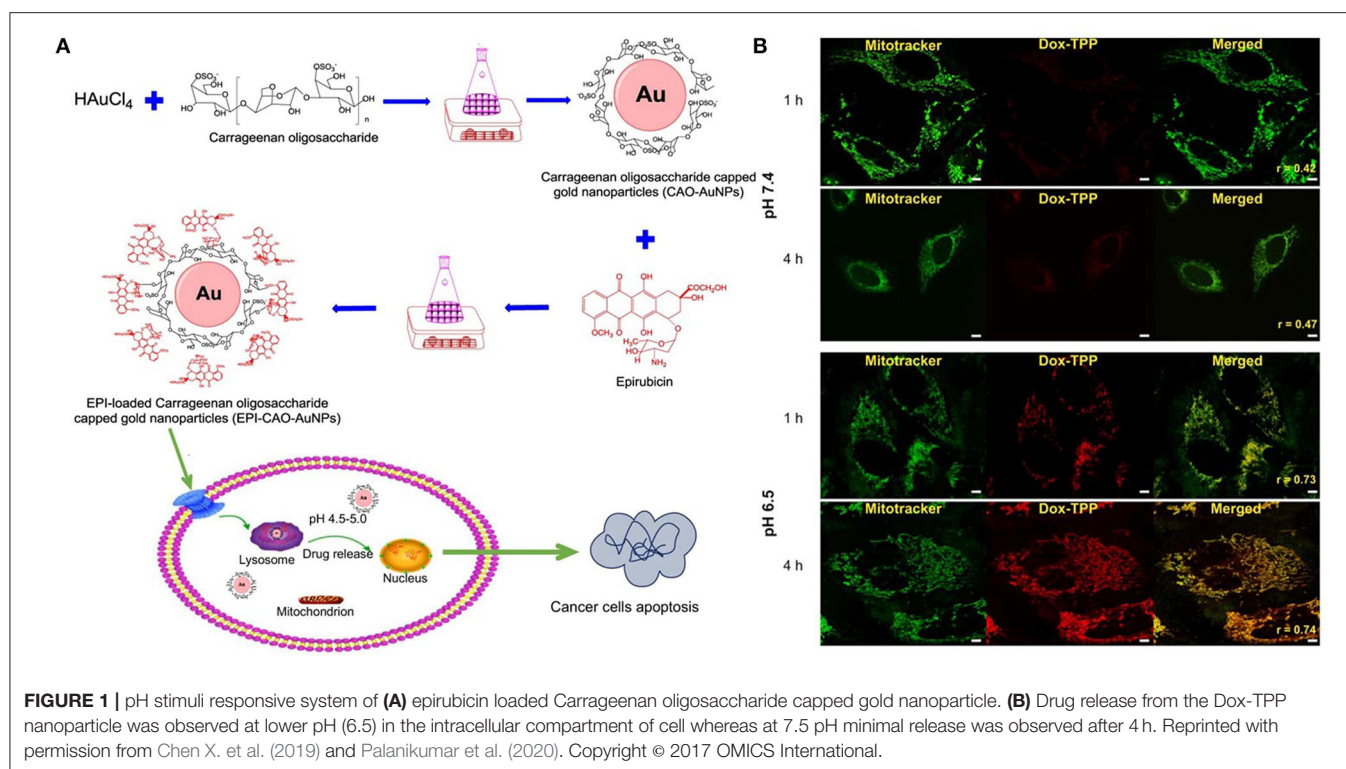 A
HAuCl4
+
OSO3-
OSO3-
n
Carrageenan oligosaccharide
Au
Carrageenan oligosaccharide capped
gold nanoparticles (CAO-AuNPs)
+
Au
EPI-loaded Carrageenan oligosaccharide
capped gold nanoparticles (EPI-CAO-AuNPs)
COCH2OH
OCH3
NH2
Epirubicin
pH 4.5-5.0
Lysosome
Drug release
Nucleus
Mitochondrion
Cancer cells apoptosis
B
Mitotracker Dox-TPP Merged
1 h
r = 0.42
pH 7.4
Mitotracker Dox-TPP Merged
4 h
r = 0.47
Mitotracker Dox-TPP Merged
1 h
r = 0.73
pH 6.5
Mitotracker Dox-TPP Merged
4 h
r = 0.74
FIGURE 1 | pH stimuli responsive system of (A) epirubicin loaded Carrageenan oligosaccharide capped gold nanoparticle. (B) Drug release from the Dox-TPP
nanoparticle was observed at lower pH (6.5) in the intracellular compartment of cell whereas at 7.5 pH minimal release was observed after 4 h. Reprinted with
permission from Chen X. et al. (2019) and Palanikumar et al. (2020). Copyright © 2017 OMICS International.